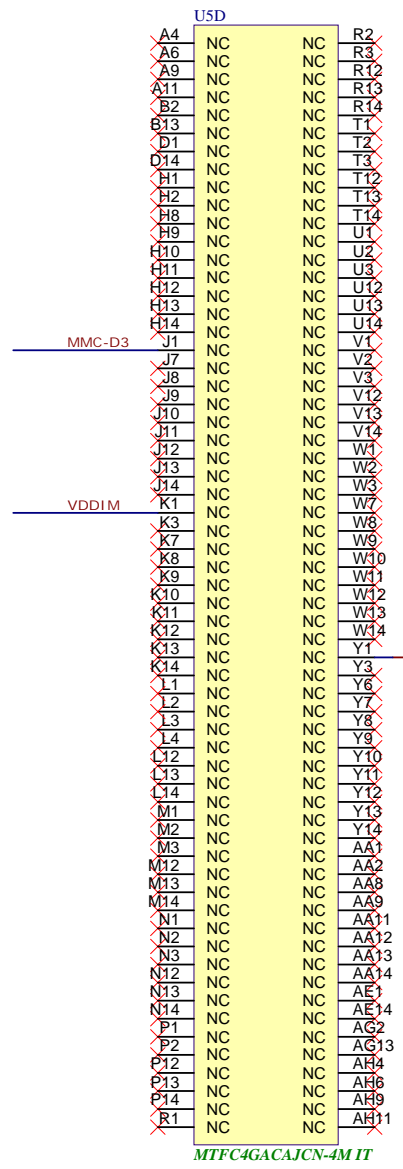 U5D
A4 NC NC R2
A6 NC NC R3
A9 NC NC R12
A11 NC NC R13
B2 NC NC R14
B13 NC NC T1
D1 NC NC T2
D14 NC NC T3
H1 NC NC T12
H2 NC NC T13
H8 NC NC T14
H9 NC NC U1
H10 NC NC U2
H11 NC NC U3
H12 NC NC U12
H13 NC NC U13
H14 NC NC U14
MMC-D3 J1 NC NC V1
J7 NC NC V2
J8 NC NC V3
J9 NC NC V12
J10 NC NC V13
J11 NC NC V14
J12 NC NC W1
J13 NC NC W2
J14 NC NC W3
VDDIM K1 NC NC W7
K3 NC NC W8
K7 NC NC W9
K8 NC NC W10
K9 NC NC W11
K10 NC NC W12
K11 NC NC W13
K12 NC NC W14
K13 NC NC Y1
K14 NC NC Y3
L1 NC NC Y6
L2 NC NC Y7
L3 NC NC Y8
L4 NC NC Y9
L12 NC NC Y10
L13 NC NC Y11
L14 NC NC Y12
M1 NC NC Y13
M2 NC NC Y14
M3 NC NC AA1
M12 NC NC AA2
M13 NC NC AA8
M14 NC NC AA9
N1 NC NC AA11
N2 NC NC AA12
N3 NC NC AA13
N12 NC NC AA14
N13 NC NC AE1
N14 NC NC AE14
P1 NC NC AG2
P2 NC NC AG13
P12 NC NC AH4
P13 NC NC AH6
P14 NC NC AH9
R1 NC NC AH11
MTFC4GACAJCN-4M IT